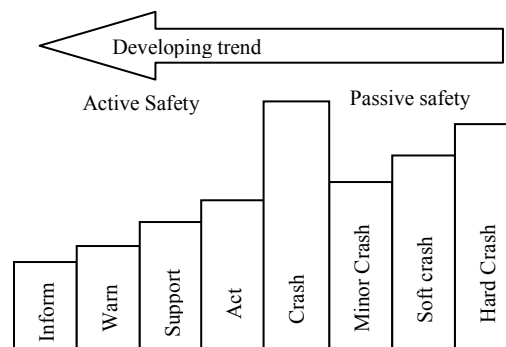 Developing trend
Active Safety
Passive safety
Inform
Warn
Support
Act
Crash
Minor Crash
Soft crash
Hard Crash